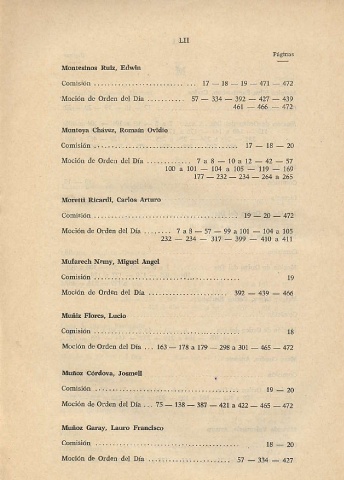 LII
Páginas
Montesinos Ruiz, Edwin
Comisión ............................ 17 — 18 — 19 — 471 — 472
Moción de Orden del Día ........... 57 — 334 — 392 — 427 — 439
461 — 466 — 472
Montoya Chávez, Román Ovidio
Comisión ....................................... 17 — 18 — 20
Moción de Orden del Día ............ 7 a 8 — 10 a 12 — 42 — 57
100 a 101 — 104 a 105 — 119 — 169
177 — 232 — 234 — 264 a 265
Moretti Ricardi, Carlos Arturo
Comisión ....................................... 19 — 20 — 472
Moción de Orden del Día ........ 7 a 8 — 57 — 99 a 101 — 104 a 105
232 — 234 — 317 — 399 — 410 a 411
Mufarech Nemy, Miguel Angel
Comisión ........................................ 19
Moción de Orden del Día ...................... 392 — 439 — 466
Muñiz Flores, Lucio
Comisión ........................................ 18
Moción de Orden del Día ... 163 — 178 a 179 — 298 a 301 — 465 — 472
Muñoz Córdova, Josmell
Comisión ........................................ 19 — 20
Moción de Orden del Día ... 75 — 138 — 387 — 421 a 422 — 465 — 472
Muñoz Garay, Lauro Francisco
Comisión ....................................... 18 — 20
Moción de Orden del Día ....................... 57 — 334 — 427